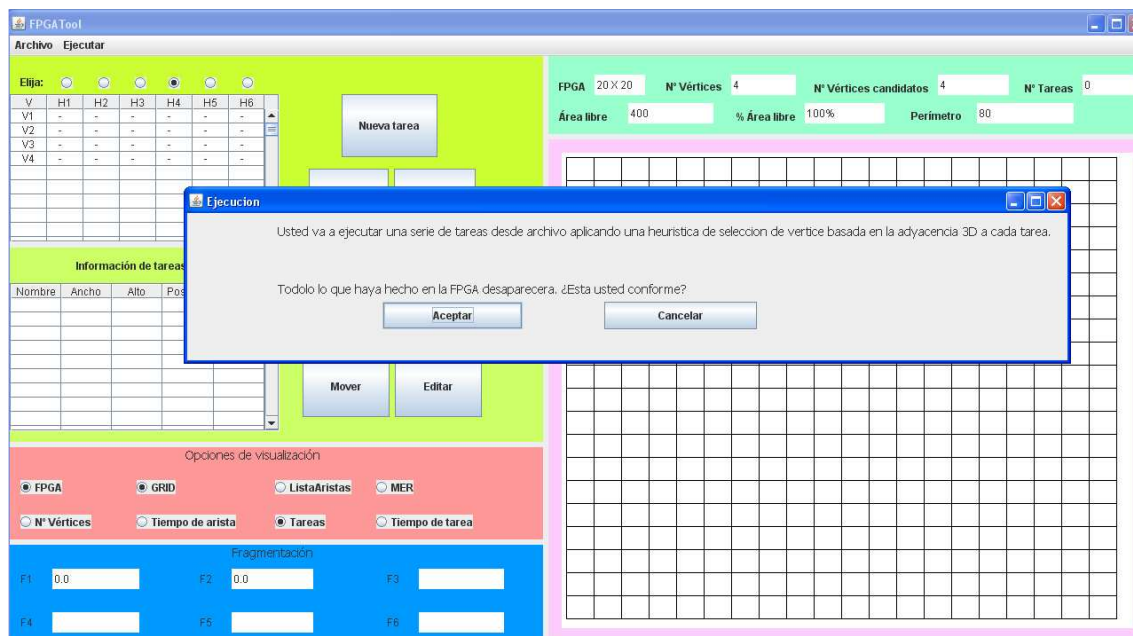 FPGATool
Archivo Ejecutar
Elija:
V H1 H2 H3 H4 H5 H6
V1 - - - - - -
V2 - - - - - -
V3 - - - - - -
V4 - - - - - -
Nueva tarea
FPGA 20 X 20 Nº Vértices 4 Nº Vértices candidatos 4 Nº Tareas 0
Área libre 400 % Área libre 100% Perímetro 80
Ejecucion
Usted va a ejecutar una serie de tareas desde archivo aplicando una heuristica de seleccion de vertice basada en la adyacencia 3D a cada tarea.
Todolo lo que haya hecho en la FPGA desaparecera. ¿Esta usted conforme?
Aceptar Cancelar
Información de tareas
Nombre Ancho Alto Pos
Mover Editar
Opciones de visualización
FPGA GRID ListaAristas MER
Nº Vértices Tiempo de arista Tareas Tiempo de tarea
Fragmentación
F1 0.0 F2 0.0 F3
F4 F5 F6